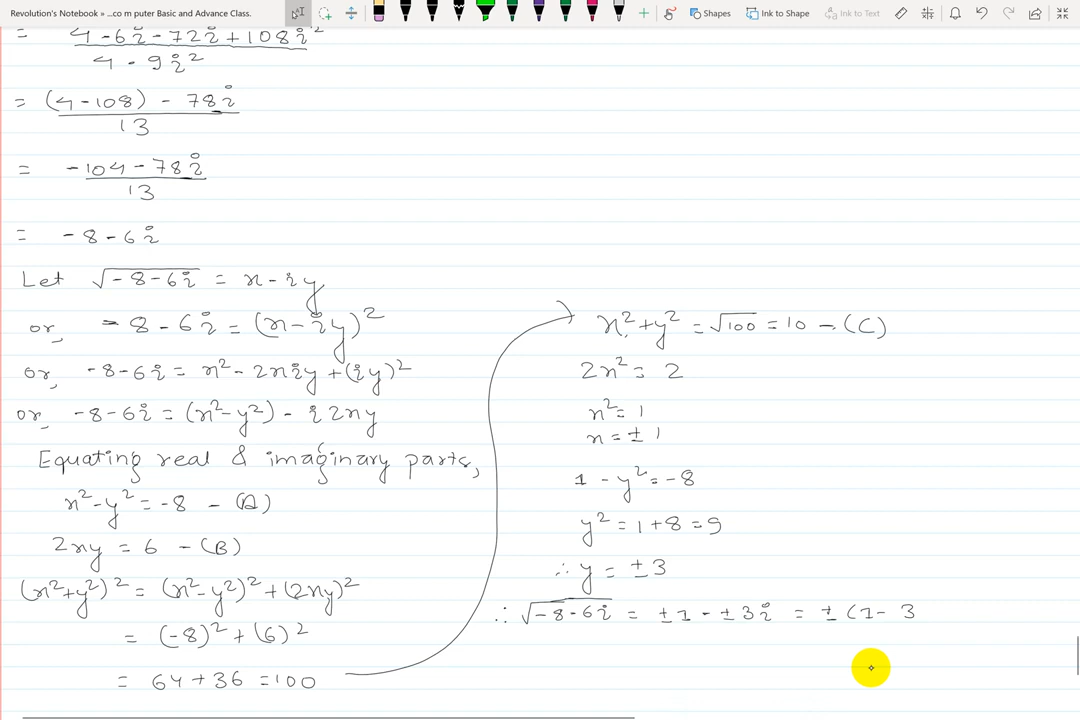 Revolution's Notebook » ...co m puter Basic and Advance Class.
Shapes
Ink to Shape
Ink to Text
= 4 - 6i - 72i + 108i²
4 - 9i²
= (4 - 108) - 78i
13
= -104 - 78i
13
= -8 - 6i
Let √-8-6i = x - iy
or, -8 - 6i = (x - iy)²
or, -8-6i = x² - 2xiy + (iy)²
or, -8-6i = (x² - y²) - i2xy
Equating real & imaginary parts,
x² - y² = -8 - (A)
2xy = 6 - (B)
(x²+y²)² = (x²-y²)² + (2xy)²
= (-8)² + (6)²
= 64 + 36 = 100
x² + y² = √100 = 10 - (C)
2x² = 2
x² = 1
x = ± 1
1 - y² = -8
y² = 1 + 8 = 9
∴ y = ± 3
∴ √-8-6i = ±1 - ±3i = ± (1 - 3